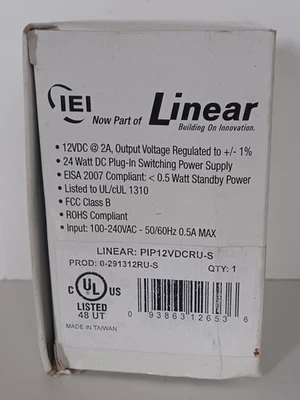 IEI Now Part of Linear
Building On Innovation.
• 12VDC @ 2A, Output Voltage Regulated to +/- 1%
• 24 Watt DC Plug-In Switching Power Supply
• EISA 2007 Compliant: < 0.5 Watt Standby Power
• Listed to UL/cUL 1310
• FCC Class B
• ROHS Compliant
• Input: 100-240VAC - 50/60Hz 0.5A MAX
LINEAR: PIP12VDCRU-S
PROD: 0-291312RU-S QTY: 1
C UL US
LISTED
48 UT
MADE IN TAIWAN
0 93863 12653 6